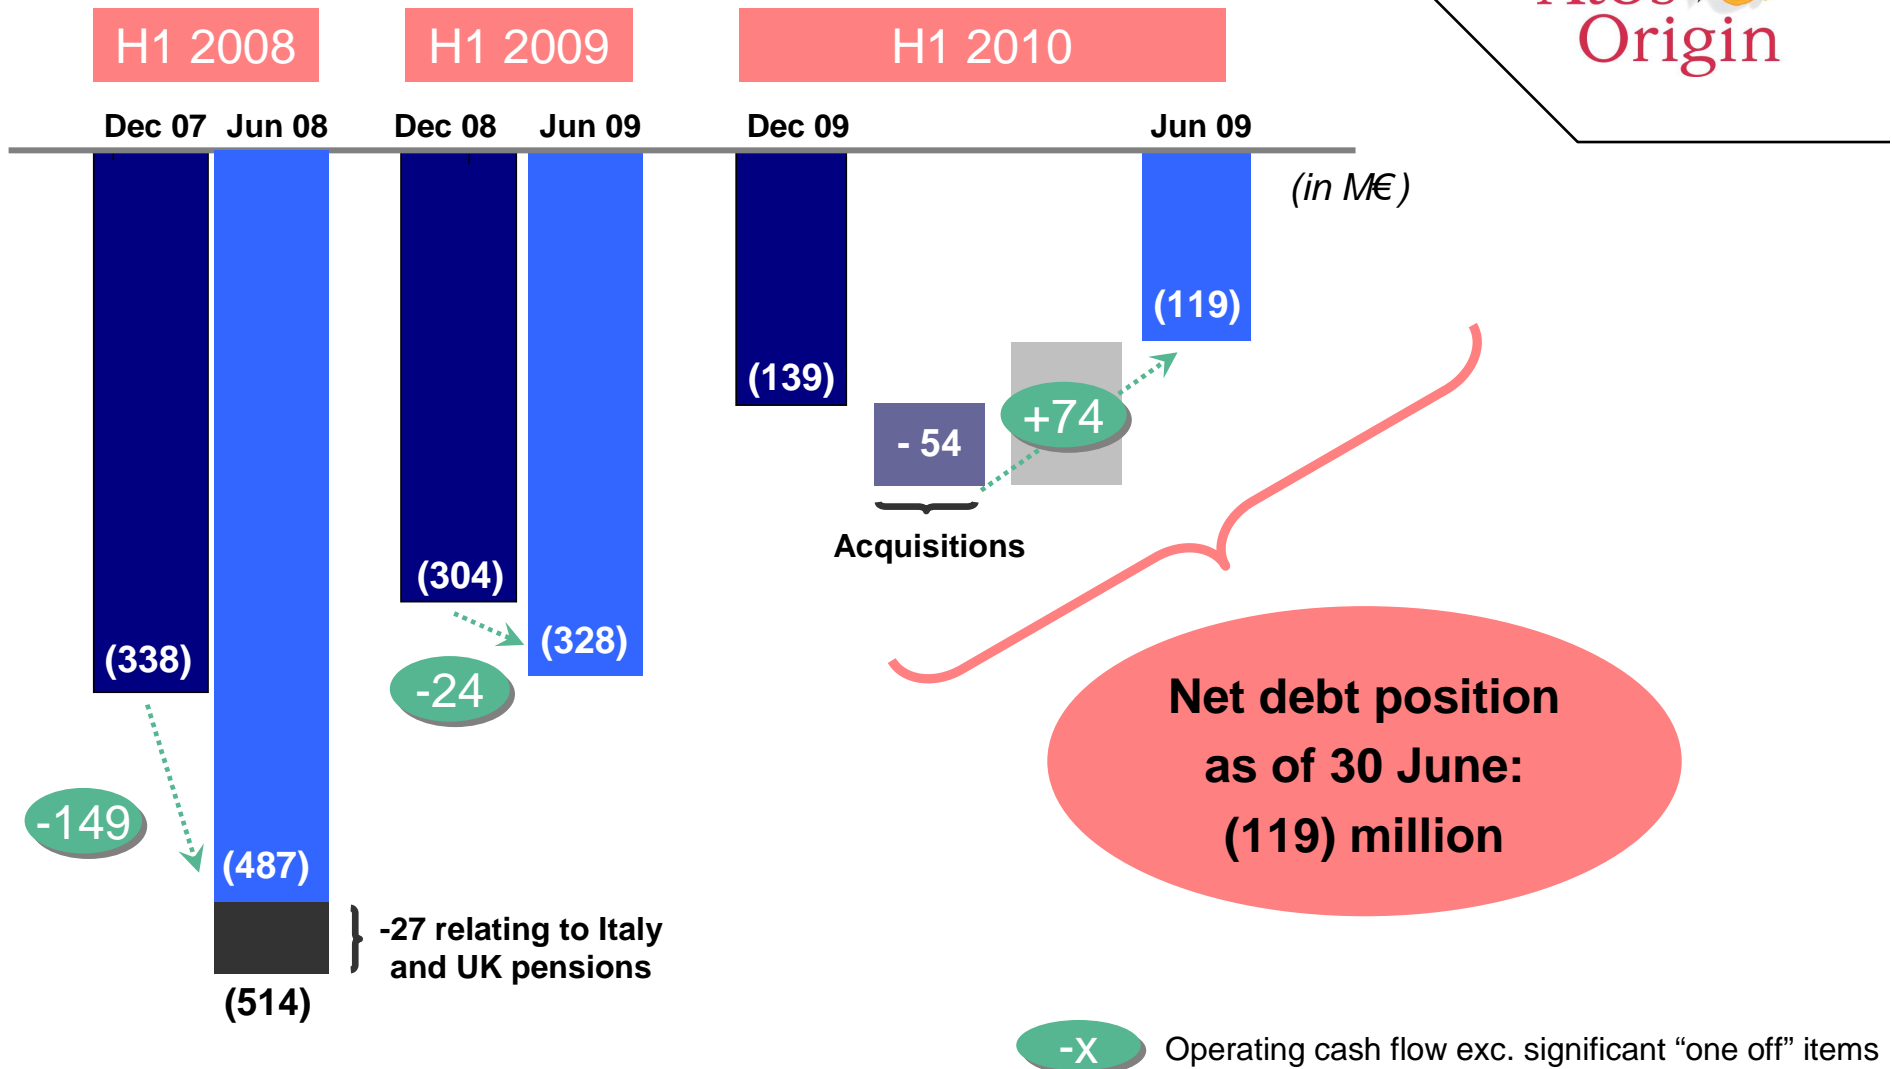 H1 2008 H1 2009 H1 2010
Origin
Dec 07 Jun 08 Dec 08 Jun 09 Dec 09 Jun 09
(in M€)
(119)
(139)
+74
- 54
Acquisitions
(304)
(328)
(338)
-24
Net debt position
as of 30 June:
(119) million
-149
(487)
-27 relating to Italy
and UK pensions
(514)
-x Operating cash flow exc. significant “one off” items